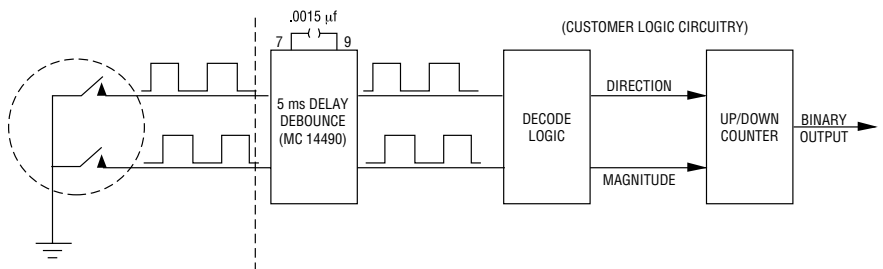 .0015 µf
7 9
(CUSTOMER LOGIC CIRCUITRY)
5 ms DELAY
DEBOUNCE
(MC 14490)
DECODE
LOGIC
DIRECTION
MAGNITUDE
UP/DOWN
COUNTER
BINARY
OUTPUT